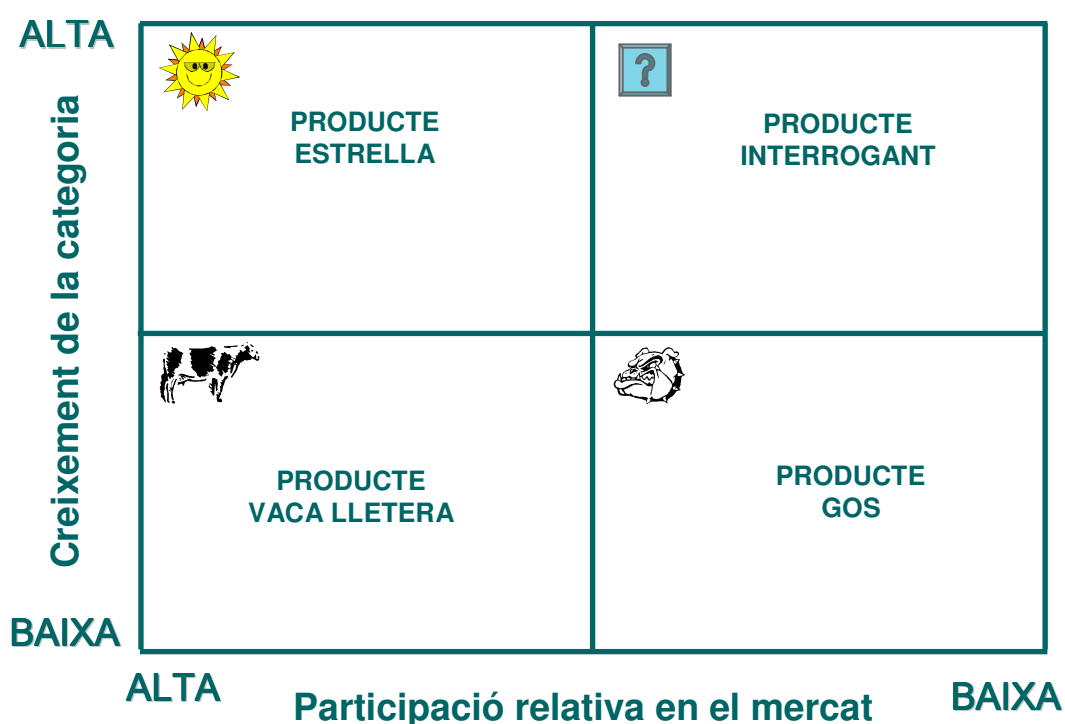 ALTA
Creixement de la categoria
?
PRODUCTE
ESTRELLA
PRODUCTE
INTERROGANT
PRODUCTE
VACA LLETERA
PRODUCTE
GOS
BAIXA
ALTA
Participació relativa en el mercat
BAIXA